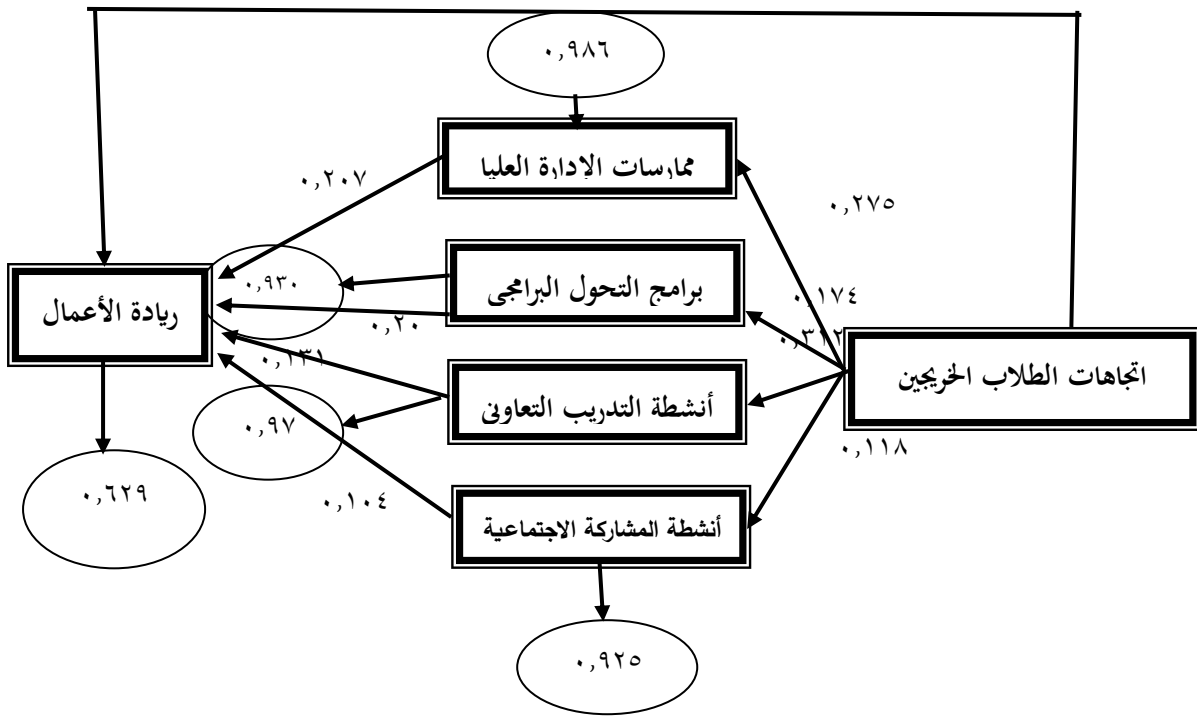 ٠,٩٨٦
ممارسات الإدارة العليا
٠,٢٠٧
٠,٢٧٥
برامج التحول البرامجى
٠,٩٣٠
٠,١٧٤
ريادة الأعمال
٠,٢٠
٠,٣١٢
٠,١٣١
اتجاهات الطلاب الخريجين
أنشطة التدريب التعاونى
٠,٩٧
٠,١١٨
٠,٦٢٩
٠,١٠٤
أنشطة المشاركة الاجتماعية
٠,٩٢٥